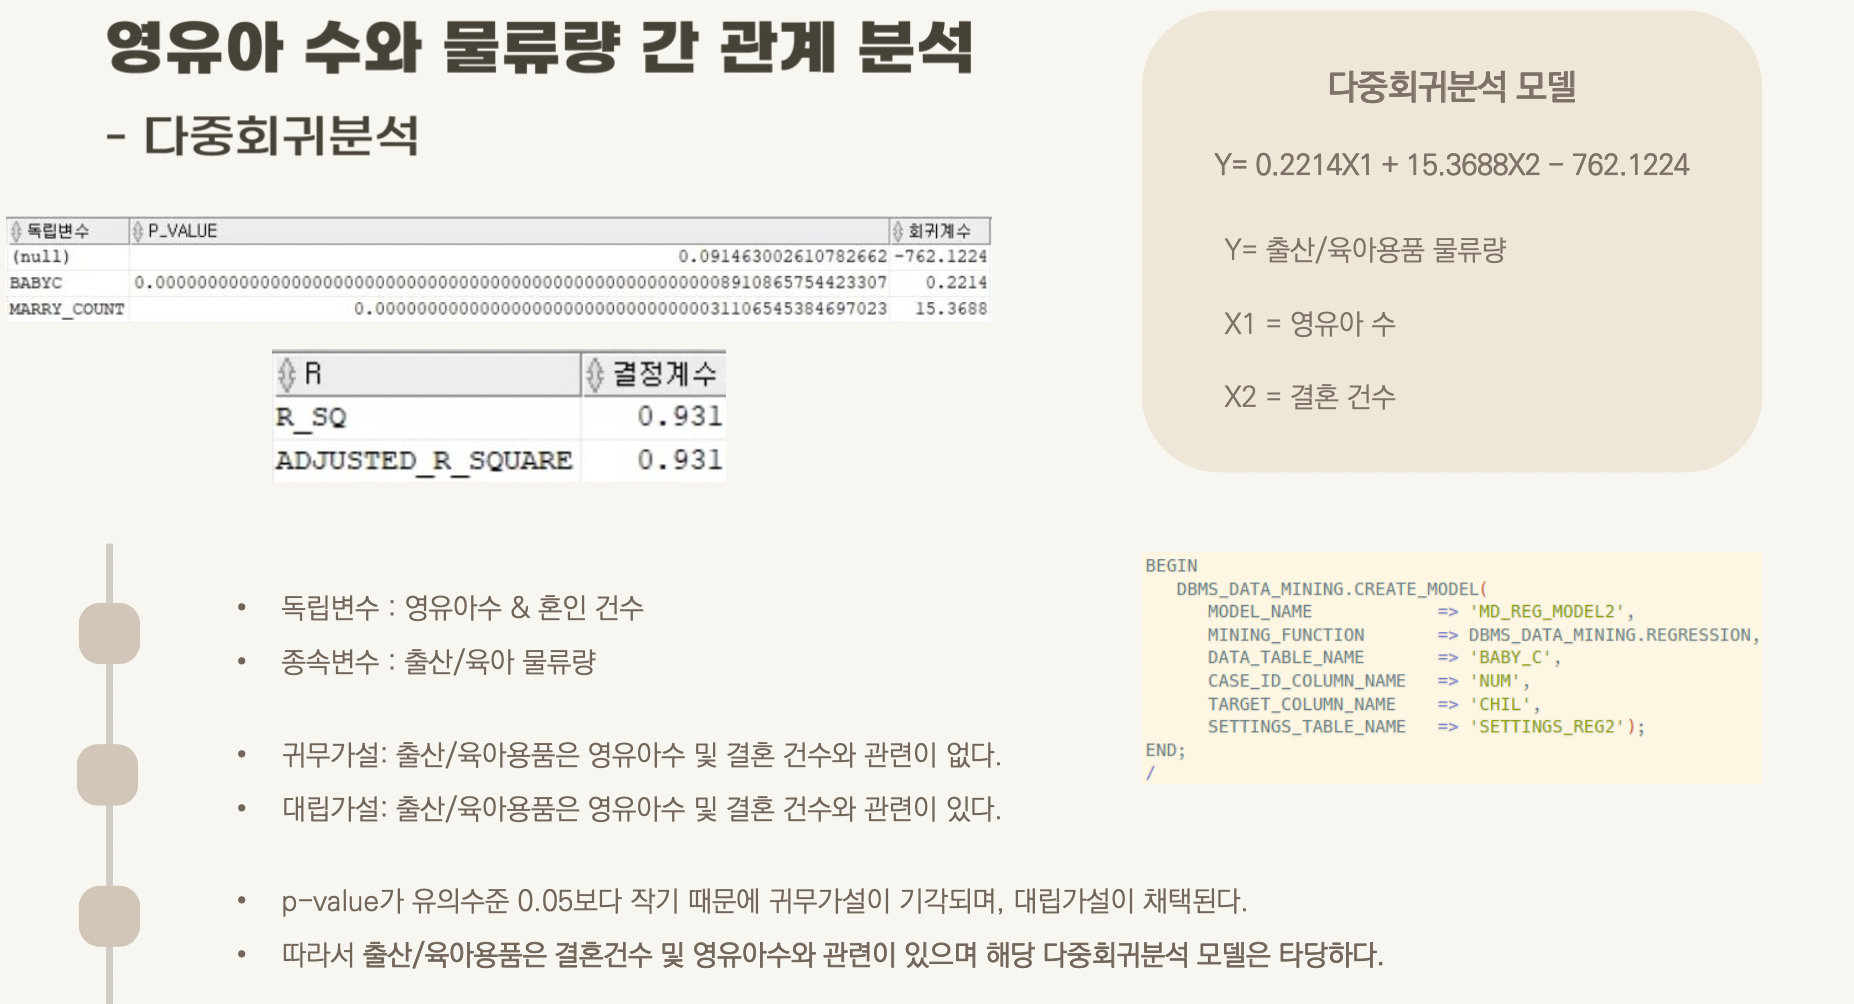 영유아 수와 물류량 간 관계 분석
- 다중회귀분석
독립변수 P_VALUE 회귀계수
(null) 0.091463002610782662 -762.1224
BABYC 0.0000000000000000000000000000000000000000000000000000008910865754423307 0.2214
MARRY_COUNT 0.0000000000000000000000000000000031106545384697023 15.3688
R 결정계수
R_SQ 0.931
ADJUSTED_R_SQUARE 0.931
다중회귀분석 모델
Y= 0.2214X1 + 15.3688X2 - 762.1224
Y= 출산/육아용품 물류량
X1 = 영유아 수
X2 = 결혼 건수
BEGIN
DBMS_DATA_MINING.CREATE_MODEL(
MODEL_NAME => 'MD_REG_MODEL2',
MINING_FUNCTION => DBMS_DATA_MINING.REGRESSION,
DATA_TABLE_NAME => 'BABY_C',
CASE_ID_COLUMN_NAME => 'NUM',
TARGET_COLUMN_NAME => 'CHIL',
SETTINGS_TABLE_NAME => 'SETTINGS_REG2');
END;
/
• 독립변수 : 영유아수 & 혼인 건수
• 종속변수 : 출산/육아 물류량
• 귀무가설: 출산/육아용품은 영유아수 및 결혼 건수와 관련이 없다.
• 대립가설: 출산/육아용품은 영유아수 및 결혼 건수와 관련이 있다.
• p-value가 유의수준 0.05보다 작기 때문에 귀무가설이 기각되며, 대립가설이 채택된다.
• 따라서 출산/육아용품은 결혼건수 및 영유아수와 관련이 있으며 해당 다중회귀분석 모델은 타당하다.